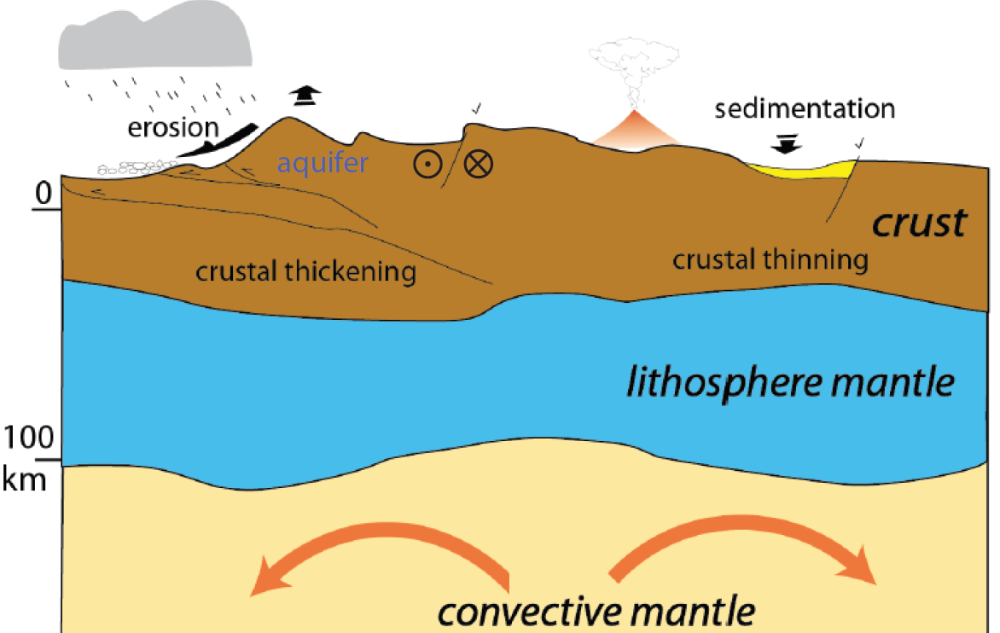 erosion
sedimentation
aquifer
0
crust
crustal thickening
crustal thinning
lithosphere mantle
100
km
convective mantle